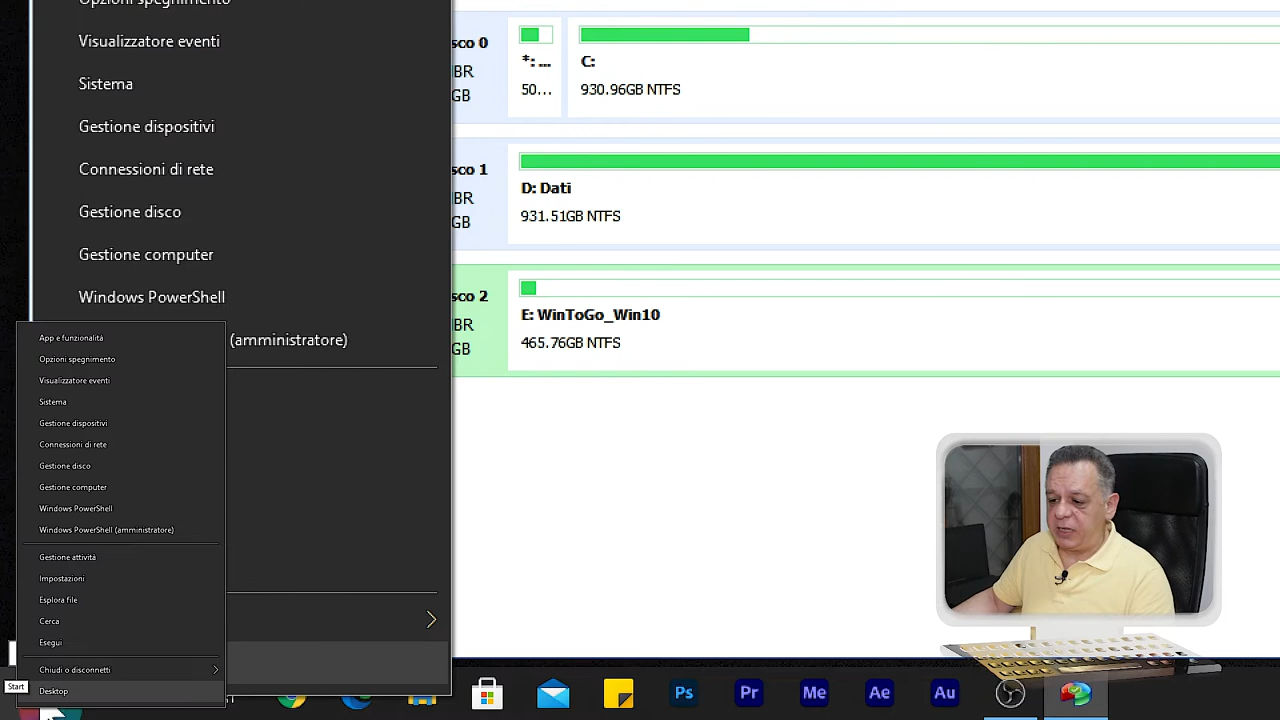 Opzioni spegnimento
Visualizzatore eventi
Sistema
Gestione dispositivi
Connessioni di rete
Gestione disco
Gestione computer
Windows PowerShell
(amministratore)
App e funzionalità
Opzioni spegnimento
Visualizzatore eventi
Sistema
Gestione dispositivi
Connessioni di rete
Gestione disco
Gestione computer
Windows PowerShell
Windows PowerShell (amministratore)
Gestione attività
Impostazioni
Esplora file
Cerca
Esegui
Chiudi o disconnetti
Desktop
Start
sco 0
BR
GB
*: ...
50...
C:
930.96GB NTFS
sco 1
BR
GB
D: Dati
931.51GB NTFS
sco 2
BR
GB
E: WinToGo_Win10
465.76GB NTFS
Ps
Pr
Me
Ae
Au